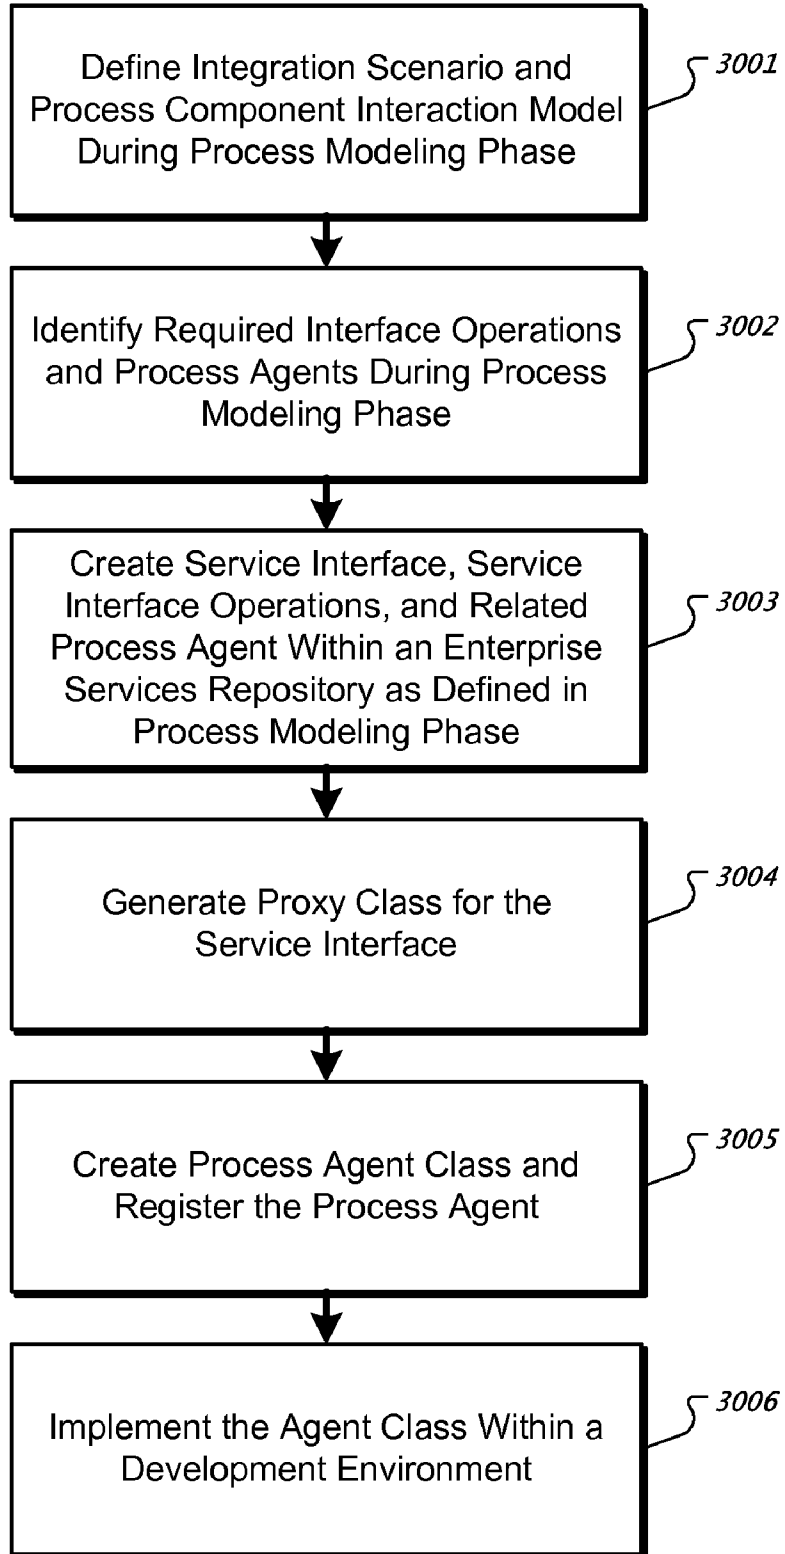 Define Integration Scenario and
Process Component Interaction Model
During Process Modeling Phase
3001
Identify Required Interface Operations
and Process Agents During Process
Modeling Phase
3002
Create Service Interface, Service
Interface Operations, and Related
Process Agent Within an Enterprise
Services Repository as Defined in
Process Modeling Phase
3003
Generate Proxy Class for the
Service Interface
3004
Create Process Agent Class and
Register the Process Agent
3005
Implement the Agent Class Within a
Development Environment
3006